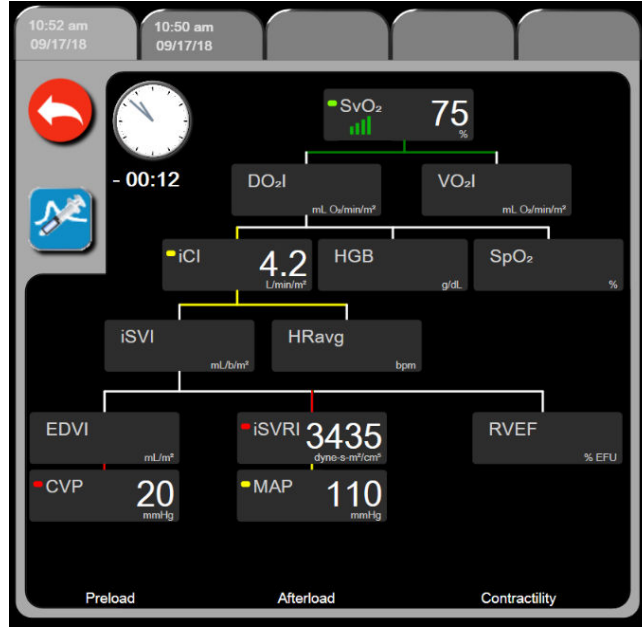 10:52 am
09/17/18
10:50 am
09/17/18
- 00:12
SvO₂ 75
%
DO₂I
mL O₂/min/m²
VO₂I
mL O₂/min/m²
iCI 4.2
L/min/m²
HGB
g/dL
SpO₂
%
iSVI
mL/b/m²
HRavg
bpm
EDVI
mL/m²
iSVRI 3435
dyne-s-m²/cm⁵
RVEF
% EFU
CVP 20
mmHg
MAP 110
mmHg
Preload Afterload Contractility